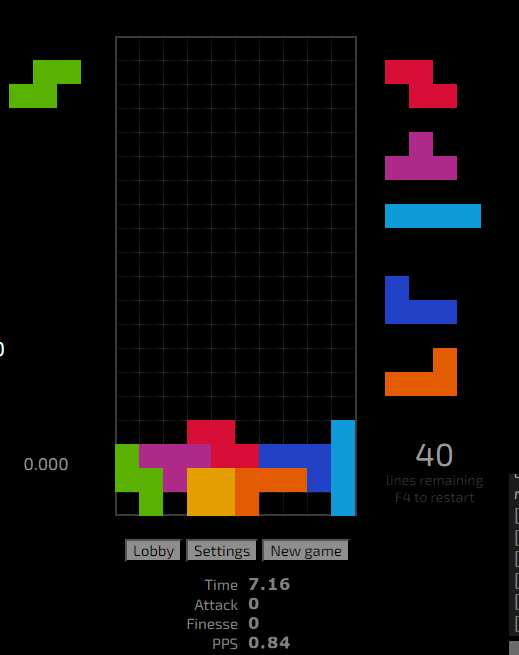 0.000
40
lines remaining
F4 to restart
Lobby Settings New game
Time 7.16
Attack 0
Finesse 0
PPS 0.84